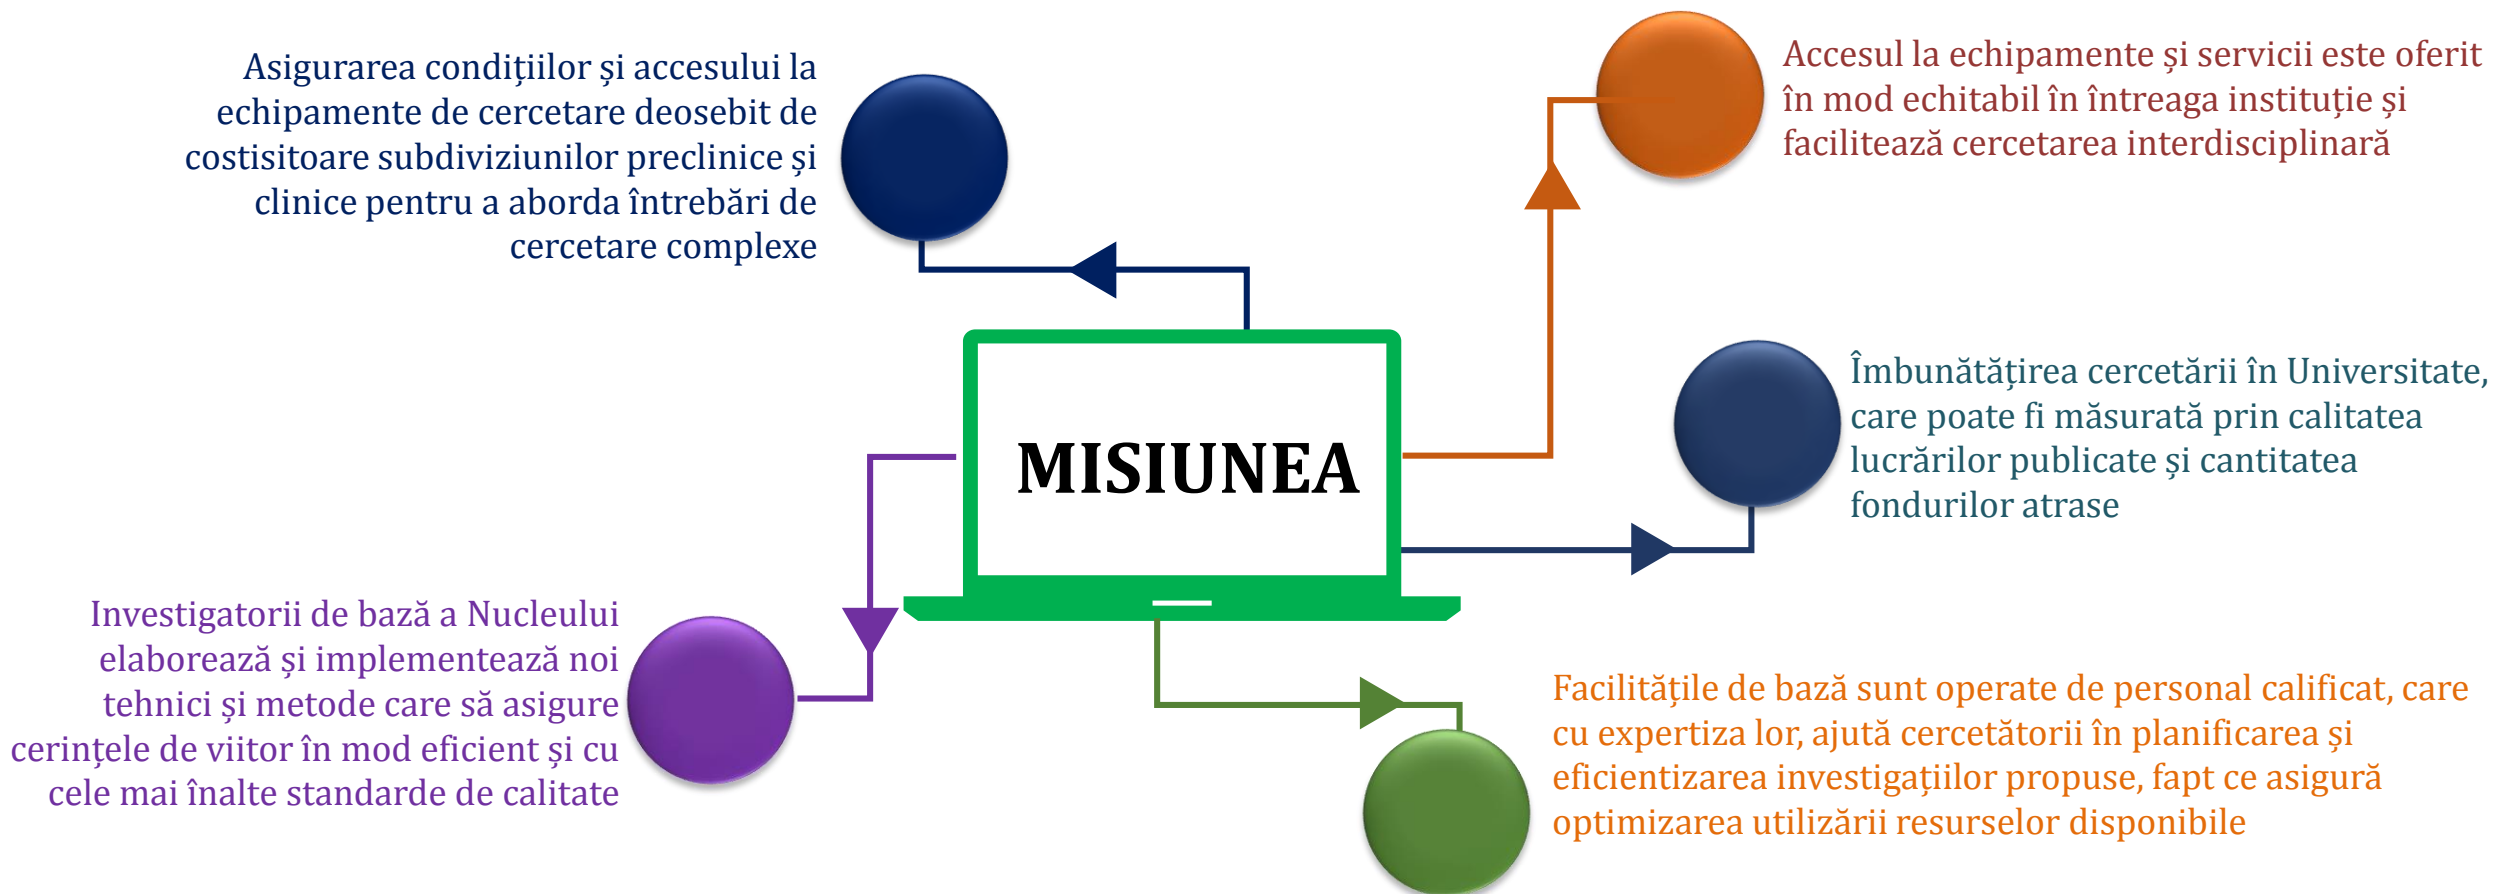 Asigurarea condițiilor și accesului la
echipamente de cercetare deosebit de
costisitoare subdiviziunilor preclinice și
clinice pentru a aborda întrebări de
cercetare complexe
Accesul la echipamente și servicii este oferit
în mod echitabil în întreaga instituție și
facilitează cercetarea interdisciplinară
MISIUNEA
Îmbunătățirea cercetării în Universitate,
care poate fi măsurată prin calitatea
lucrărilor publicate și cantitatea
fondurilor atrase
Investigatorii de bază a Nucleului
elaborează și implementează noi
tehnici și metode care să asigure
cerințele de viitor în mod eficient și cu
cele mai înalte standarde de calitate
Facilitățile de bază sunt operate de personal calificat, care
cu expertiza lor, ajută cercetătorii în planificarea și
eficientizarea investigațiilor propuse, fapt ce asigură
optimizarea utilizării resurselor disponibile